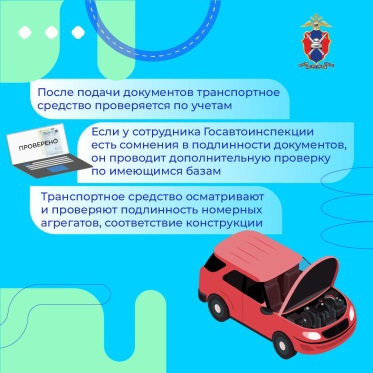 После подачи документов транспортное
средство проверяется по учетам
ПРОВЕРЕНО
Если у сотрудника Госавтоинспекции
есть сомнения в подлинности документов,
он проводит дополнительную проверку
по имеющимся базам
Транспортное средство осматривают
и проверяют подлинность номерных
агрегатов, соответствие конструкции